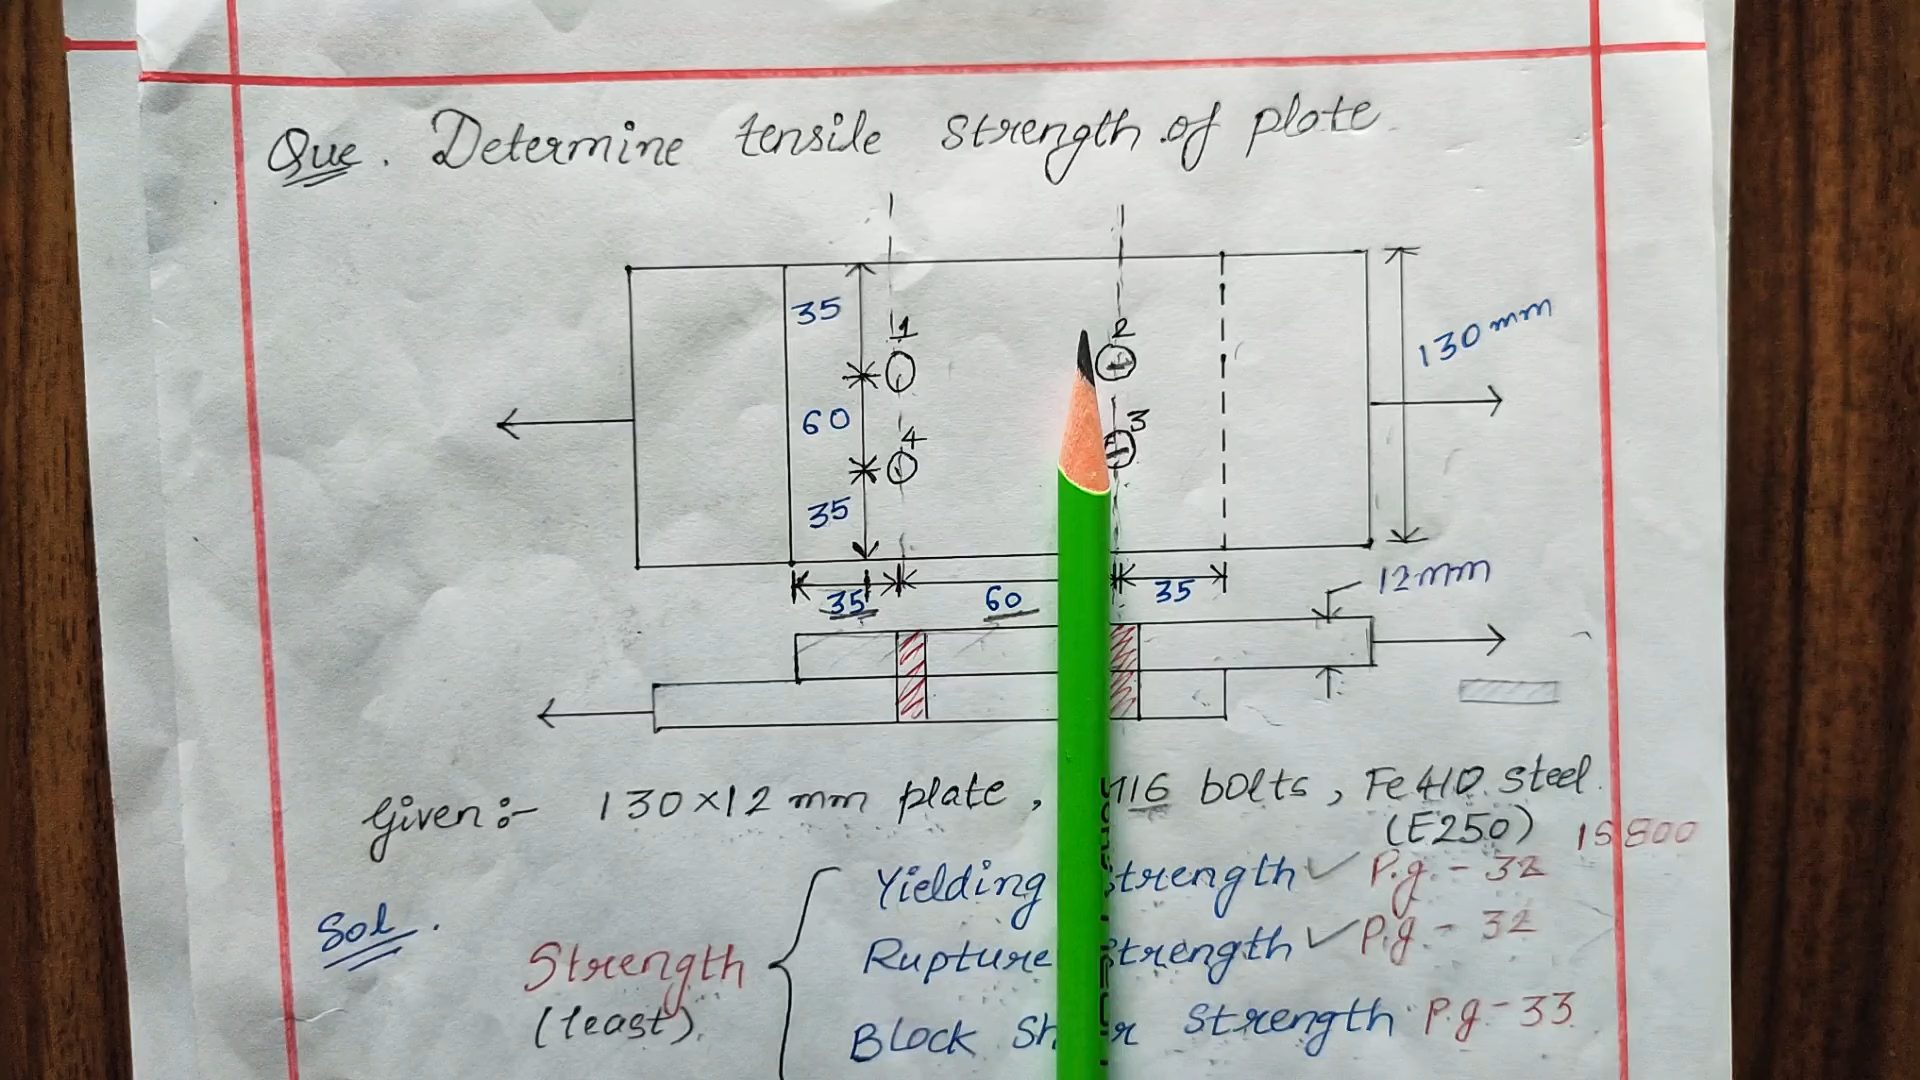 Que. Determine tensile strength of plate
35
1
2
130 mm
60
4
3
35
35
60
35
12mm
Given:- 130×12 mm plate, M16 bolts, Fe410 Steel.
(E250)
IS 800
Yielding Strength ✓ P.g.- 32
Sol.
Strength
Rupture Strength ✓ P.g.- 32
(least).
Block Strength P.g-33